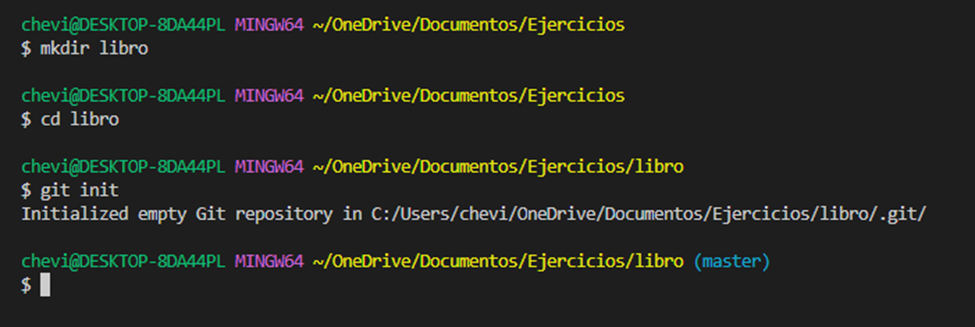 chevi@DESKTOP-8DA44PL MINGW64 ~/OneDrive/Documentos/Ejercicios
$ mkdir libro
chevi@DESKTOP-8DA44PL MINGW64 ~/OneDrive/Documentos/Ejercicios
$ cd libro
chevi@DESKTOP-8DA44PL MINGW64 ~/OneDrive/Documentos/Ejercicios/libro
$ git init
Initialized empty Git repository in C:/Users/chevi/OneDrive/Documentos/Ejercicios/libro/.git/
chevi@DESKTOP-8DA44PL MINGW64 ~/OneDrive/Documentos/Ejercicios/libro (master)
$